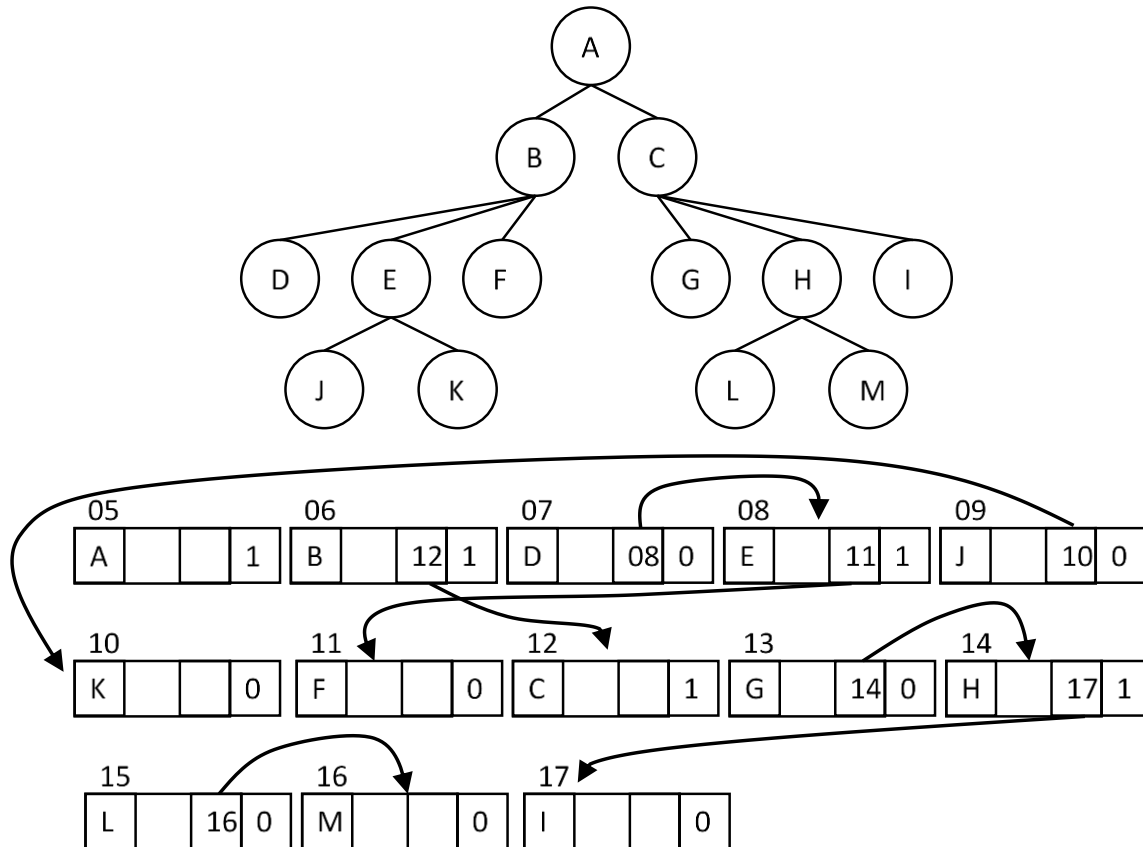 A
B C
D E F G H I
J K L M
05 06 07 08 09
A 1 B 12 1 D 08 0 E 11 1 J 10 0
10 11 12 13 14
K 0 F 0 C 1 G 14 0 H 17 1
15 16 17
L 16 0 M 0 I 0